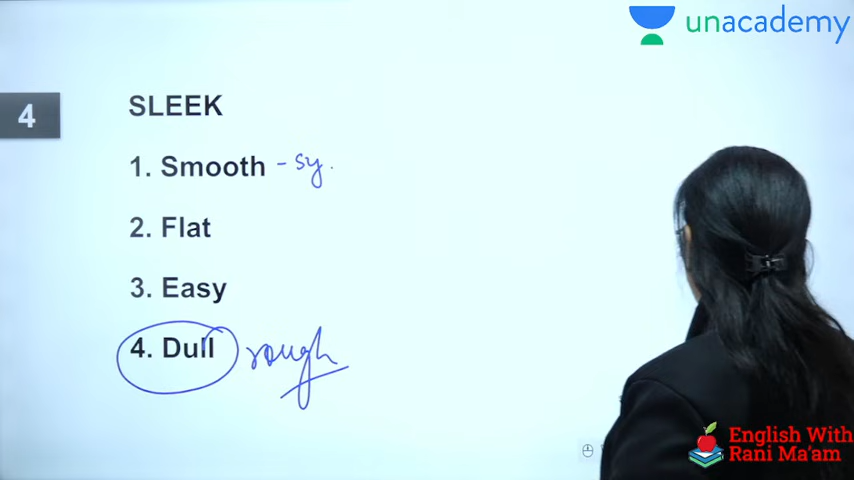 unacademy
4
SLEEK
1. Smooth - sy.
2. Flat
3. Easy
4. Dull rough
English With
Rani Ma'am